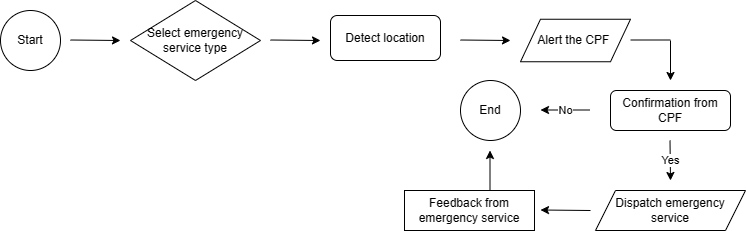 Start
Select emergency
service type
Detect location
Alert the CPF
Confirmation from
CPF
No
End
Yes
Dispatch emergency
service
Feedback from
emergency service